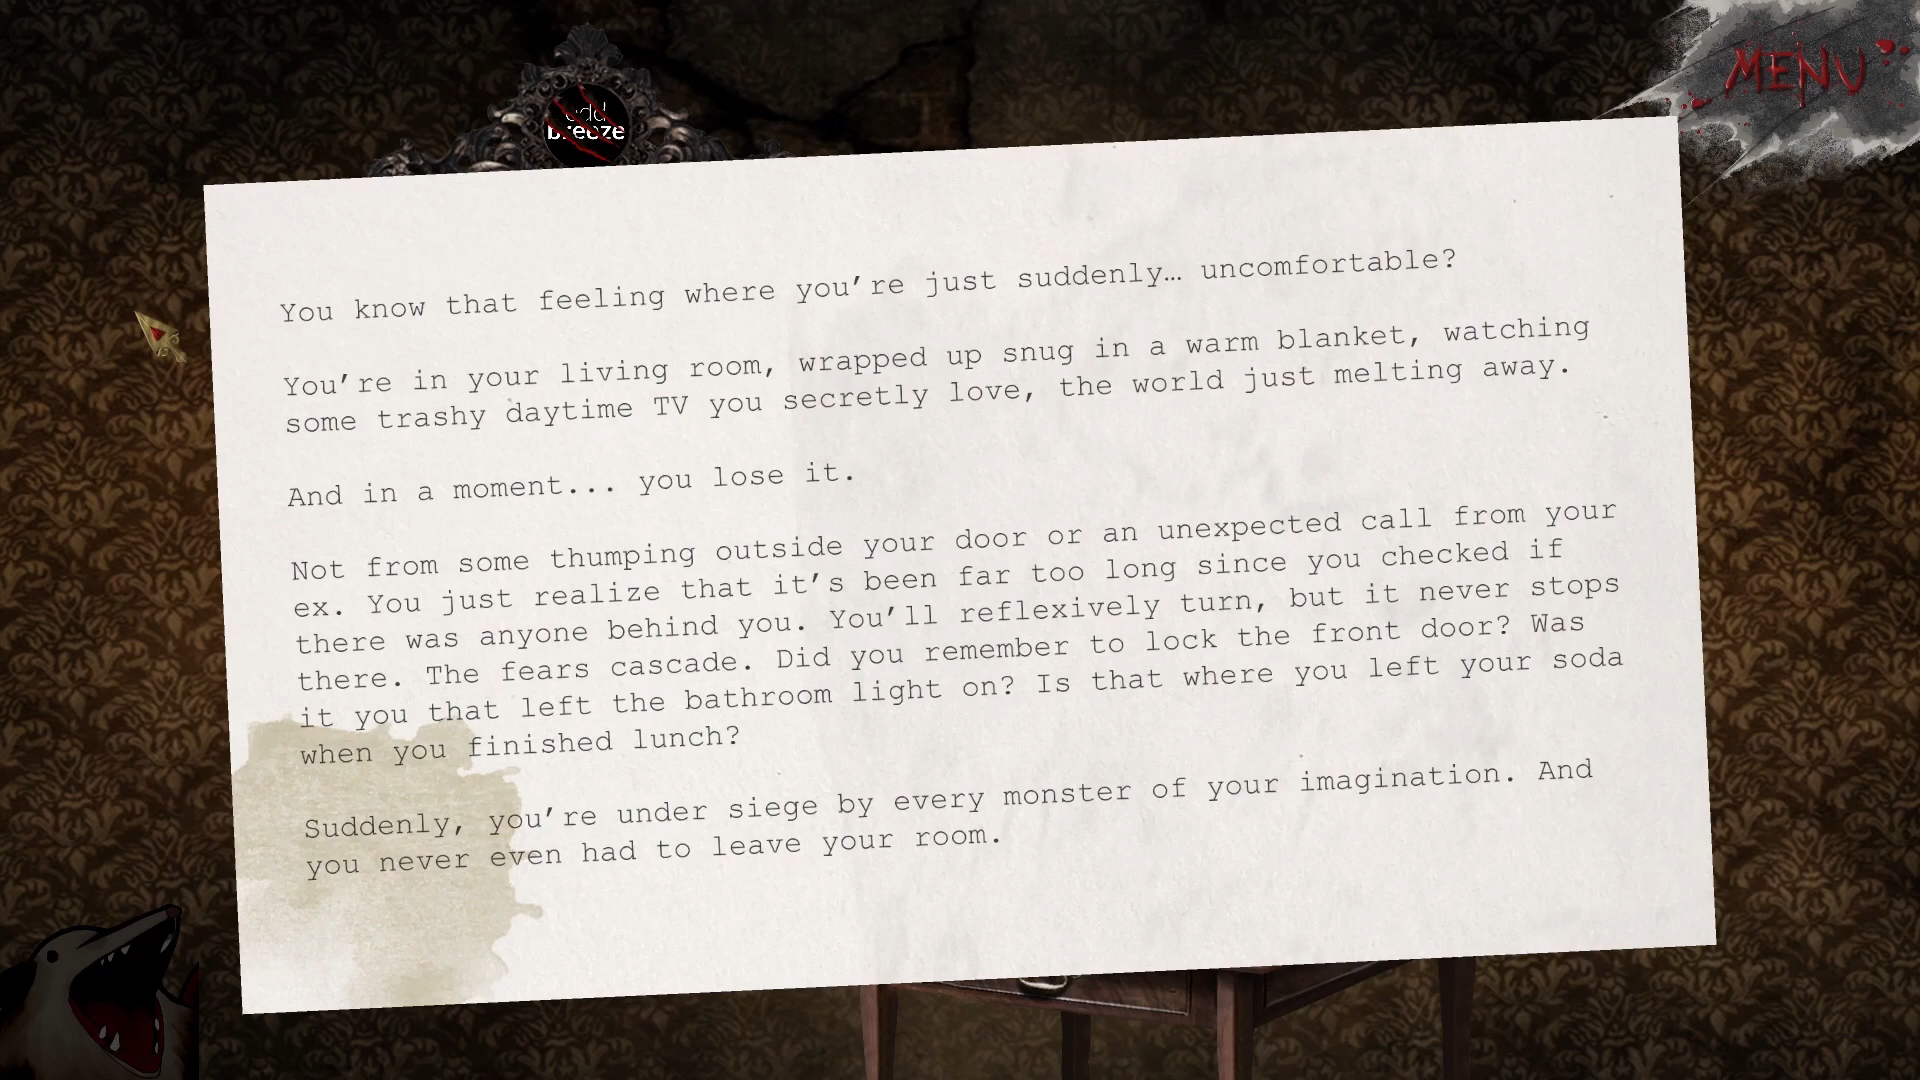 odd
breeze
MENU
You know that feeling where you’re just suddenly… uncomfortable?
You’re in your living room, wrapped up snug in a warm blanket, watching
some trashy daytime TV you secretly love, the world just melting away.
And in a moment... you lose it.
Not from some thumping outside your door or an unexpected call from your
ex. You just realize that it’s been far too long since you checked if
there was anyone behind you. You’ll reflexively turn, but it never stops
there. The fears cascade. Did you remember to lock the front door? Was
it you that left the bathroom light on? Is that where you left your soda
when you finished lunch?
Suddenly, you’re under siege by every monster of your imagination. And
you never even had to leave your room.